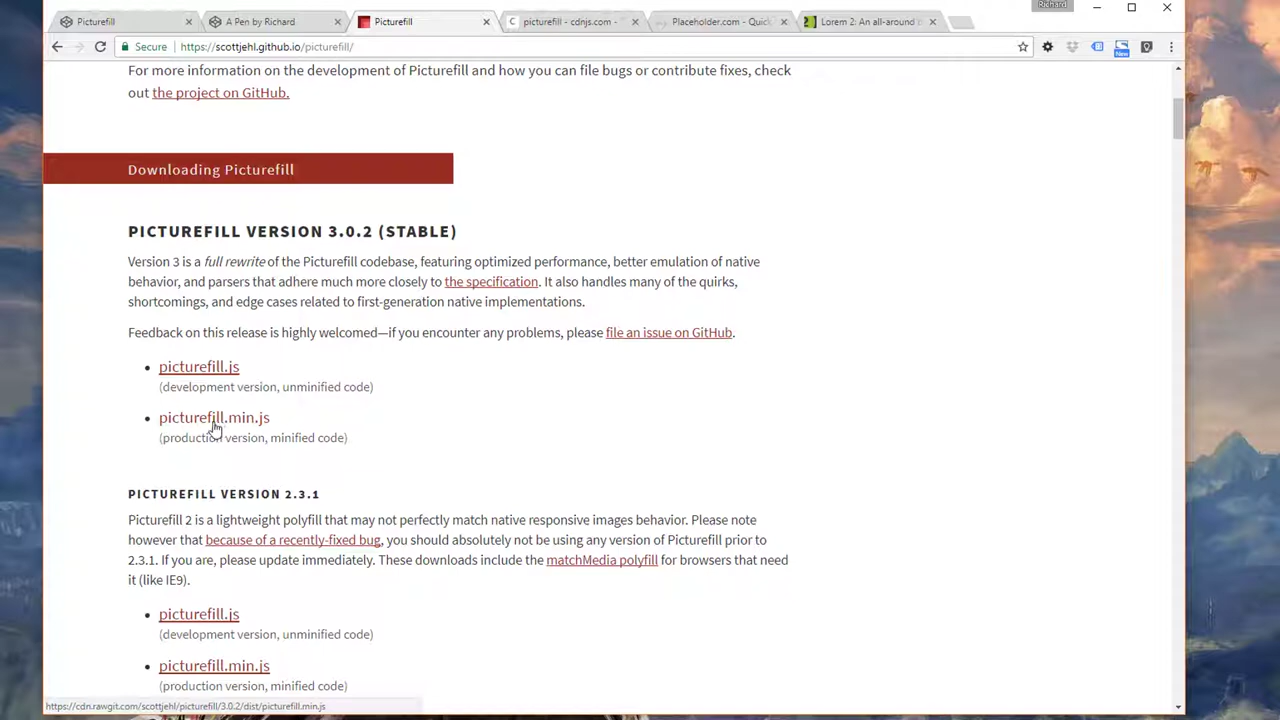 Richard
Picturefill
A Pen by Richard
Picturefill
picturefill - cdnjs.com -
Placeholder.com - Quic
Lorem 2: An all-around
Secure
https://scottjehl.github.io/picturefill/
New
For more information on the development of Picturefill and how you can file bugs or contribute fixes, check
out the project on GitHub.
Downloading Picturefill
PICTUREFILL VERSION 3.0.2 (STABLE)
Version 3 is a full rewrite of the Picturefill codebase, featuring optimized performance, better emulation of native
behavior, and parsers that adhere much more closely to the specification. It also handles many of the quirks,
shortcomings, and edge cases related to first-generation native implementations.
Feedback on this release is highly welcomed—if you encounter any problems, please file an issue on GitHub.
• picturefill.js
(development version, unminified code)
• picturefill.min.js
(production version, minified code)
PICTUREFILL VERSION 2.3.1
Picturefill 2 is a lightweight polyfill that may not perfectly match native responsive images behavior. Please note
however that because of a recently-fixed bug, you should absolutely not be using any version of Picturefill prior to
2.3.1. If you are, please update immediately. These downloads include the matchMedia polyfill for browsers that need
it (like IE9).
• picturefill.js
(development version, unminified code)
• picturefill.min.js
(production version, minified code)
https://cdn.rawgit.com/scottjehl/picturefill/3.0.2/dist/picturefill.min.js